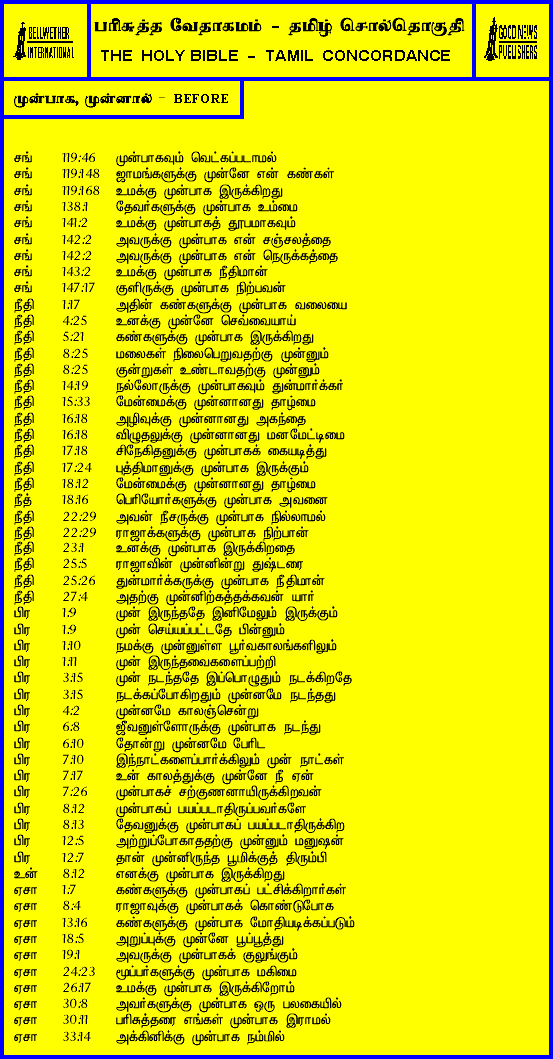 BELLWETHER
INTERNATIONAL
பரிசுத்த வேதாகமம் - தமிழ் சொல்தொகுதி
THE HOLY BIBLE - TAMIL CONCORDANCE
GOOD NEWS
PUBLISHERS
முன்பாக, முன்னால் - BEFORE
சங் 119:46 முன்பாகவும் வெட்கப்படாமல்
சங் 119:148 ஜாமங்களுக்கு முன்னே என் கண்கள்
சங் 119:168 உமக்கு முன்பாக இருக்கிறது
சங் 138:1 தேவர்களுக்கு முன்பாக உம்மை
சங் 141:2 உமக்கு முன்பாகத் தூபமாகவும்
சங் 142:2 அவருக்கு முன்பாக என் சஞ்சலத்தை
சங் 142:2 அவருக்கு முன்பாக என் நெருக்கத்தை
சங் 143:2 உமக்கு முன்பாக நீதிமான்
சங் 147:17 குளிருக்கு முன்பாக நிற்பவன்
நீதி 1:17 அதின் கண்களுக்கு முன்பாக வலையை
நீதி 4:25 உனக்கு முன்னே செவ்வையாய்
நீதி 5:21 கண்களுக்கு முன்பாக இருக்கிறது
நீதி 8:25 மலைகள் நிலைபெறுவதற்கு முன்னும்
நீதி 8:25 குன்றுகள் உண்டாவதற்கு முன்னும்
நீதி 14:19 நல்லோருக்கு முன்பாகவும் துன்மார்க்கர்
நீதி 15:33 மேன்மைக்கு முன்னானது தாழ்மை
நீதி 16:18 அழிவுக்கு முன்னானது அகந்தை
நீதி 16:18 விழுதலுக்கு முன்னானது மனமேட்டிமை
நீதி 17:18 சிநேகிதனுக்கு முன்பாகக் கையடித்து
நீதி 17:24 புத்திமானுக்கு முன்பாக இருக்கும்
நீதி 18:12 மேன்மைக்கு முன்னானது தாழ்மை
நீத் 18:16 பெரியோர்களுக்கு முன்பாக அவனை
நீதி 22:29 அவன் நீசருக்கு முன்பாக நில்லாமல்
நீதி 22:29 ராஜாக்களுக்கு முன்பாக நிற்பான்
நீதி 23:1 உனக்கு முன்பாக இருக்கிறதை
நீதி 25:5 ராஜாவின் முன்னின்று துஷ்டரை
நீதி 25:26 துன்மார்க்கருக்கு முன்பாக நீதிமான்
நீதி 27:4 அதற்கு முன்னிற்கத்தக்கவன் யார்
பிர 1:9 முன் இருந்ததே இனிமேலும் இருக்கும்
பிர 1:9 முன் செய்யப்பட்டதே பின்னும்
பிர 1:10 நமக்கு முன்னுள்ள பூர்வகாலங்களிலும்
பிர 1:11 முன் இருந்தவைகளைப்பற்றி
பிர 3:15 முன் நடந்ததே இப்பொழுதும் நடக்கிறதே
பிர 3:15 நடக்கப்போகிறதும் முன்னமே நடந்தது
பிர 4:2 முன்னமே காலஞ்சென்று
பிர 6:8 ஜீவனுள்ளோருக்கு முன்பாக நடந்து
பிர 6:10 தோன்று முன்னமே பேரிட
பிர 7:10 இந்நாட்களைப்பார்க்கிலும் முன் நாட்கள்
பிர 7:17 உன் காலத்துக்கு முன்னே நீ ஏன்
பிர 7:26 முன்பாகச் சற்குணனாயிருக்கிறவன்
பிர 8:12 முன்பாகப் பயப்படாதிருப்பவர்களே
பிர 8:13 தேவனுக்கு முன்பாகப் பயப்படாதிருக்கிற
பிர 12:5 அற்றுப்போகாததற்கு முன்னும் மனுஷன்
பிர 12:7 தான் முன்னிருந்த பூமிக்குத் திரும்பி
உன் 8:12 எனக்கு முன்பாக இருக்கிறது
ஏசா 1:7 கண்களுக்கு முன்பாகப் பட்சிக்கிறார்கள்
ஏசா 8:4 ராஜாவுக்கு முன்பாகக் கொண்டுபோக
ஏசா 13:16 கண்களுக்கு முன்பாக மோதியடிக்கப்படும்
ஏசா 18:5 அறுப்புக்கு முன்னே பூப்பூத்து
ஏசா 19:1 அவருக்கு முன்பாகக் குலுங்கும்
ஏசா 24:23 மூப்பர்களுக்கு முன்பாக மகிமை
ஏசா 26:17 உமக்கு முன்பாக இருக்கிறோம்
ஏசா 30:8 அவர்களுக்கு முன்பாக ஒரு பலகையில்
ஏசா 30:11 பரிசுத்தரை எங்கள் முன்பாக இராமல்
ஏசா 33:14 அக்கினிக்கு முன்பாக நம்மில்